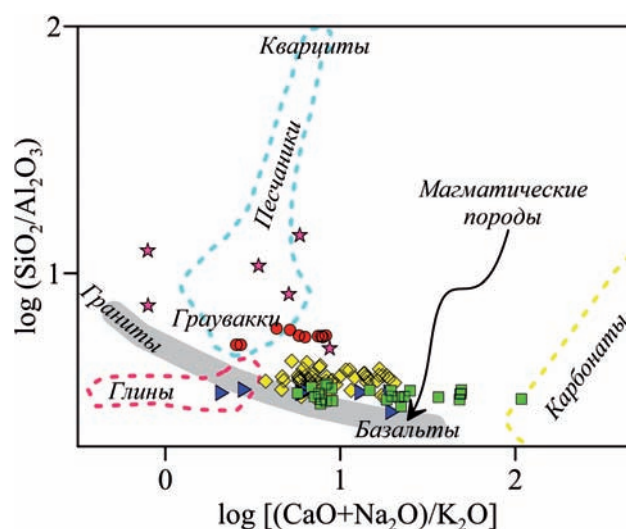 2
Кварциты
Песчаники
Магматические
породы
log (SiO₂/Al₂O₃)
1
Граниты
Граувакки
Глины
Карбонаты
Базальты
0
1
2
log [(CaO+Na₂O)/K₂O]